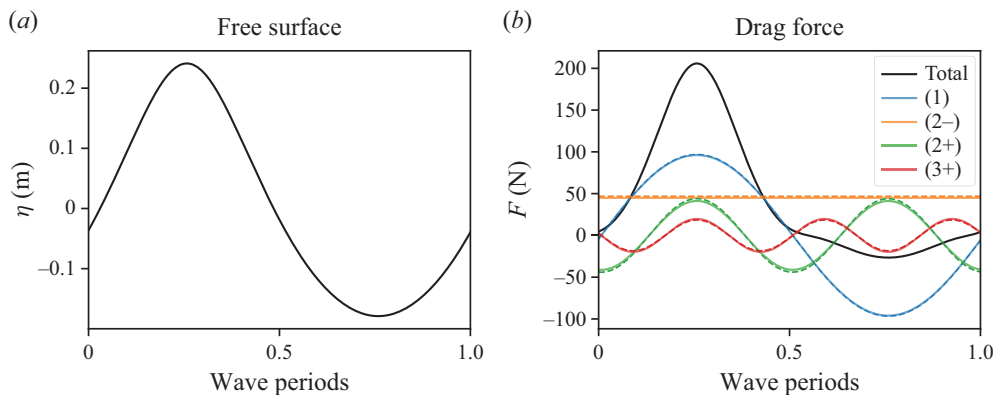 (a)
Free surface
0.2
0.1
0
–0.1
η (m)
0
0.5
1.0
Wave periods
(b)
Drag force
200
150
100
50
0
–50
–100
F (N)
Total
(1)
(2–)
(2+)
(3+)
0
0.5
1.0
Wave periods